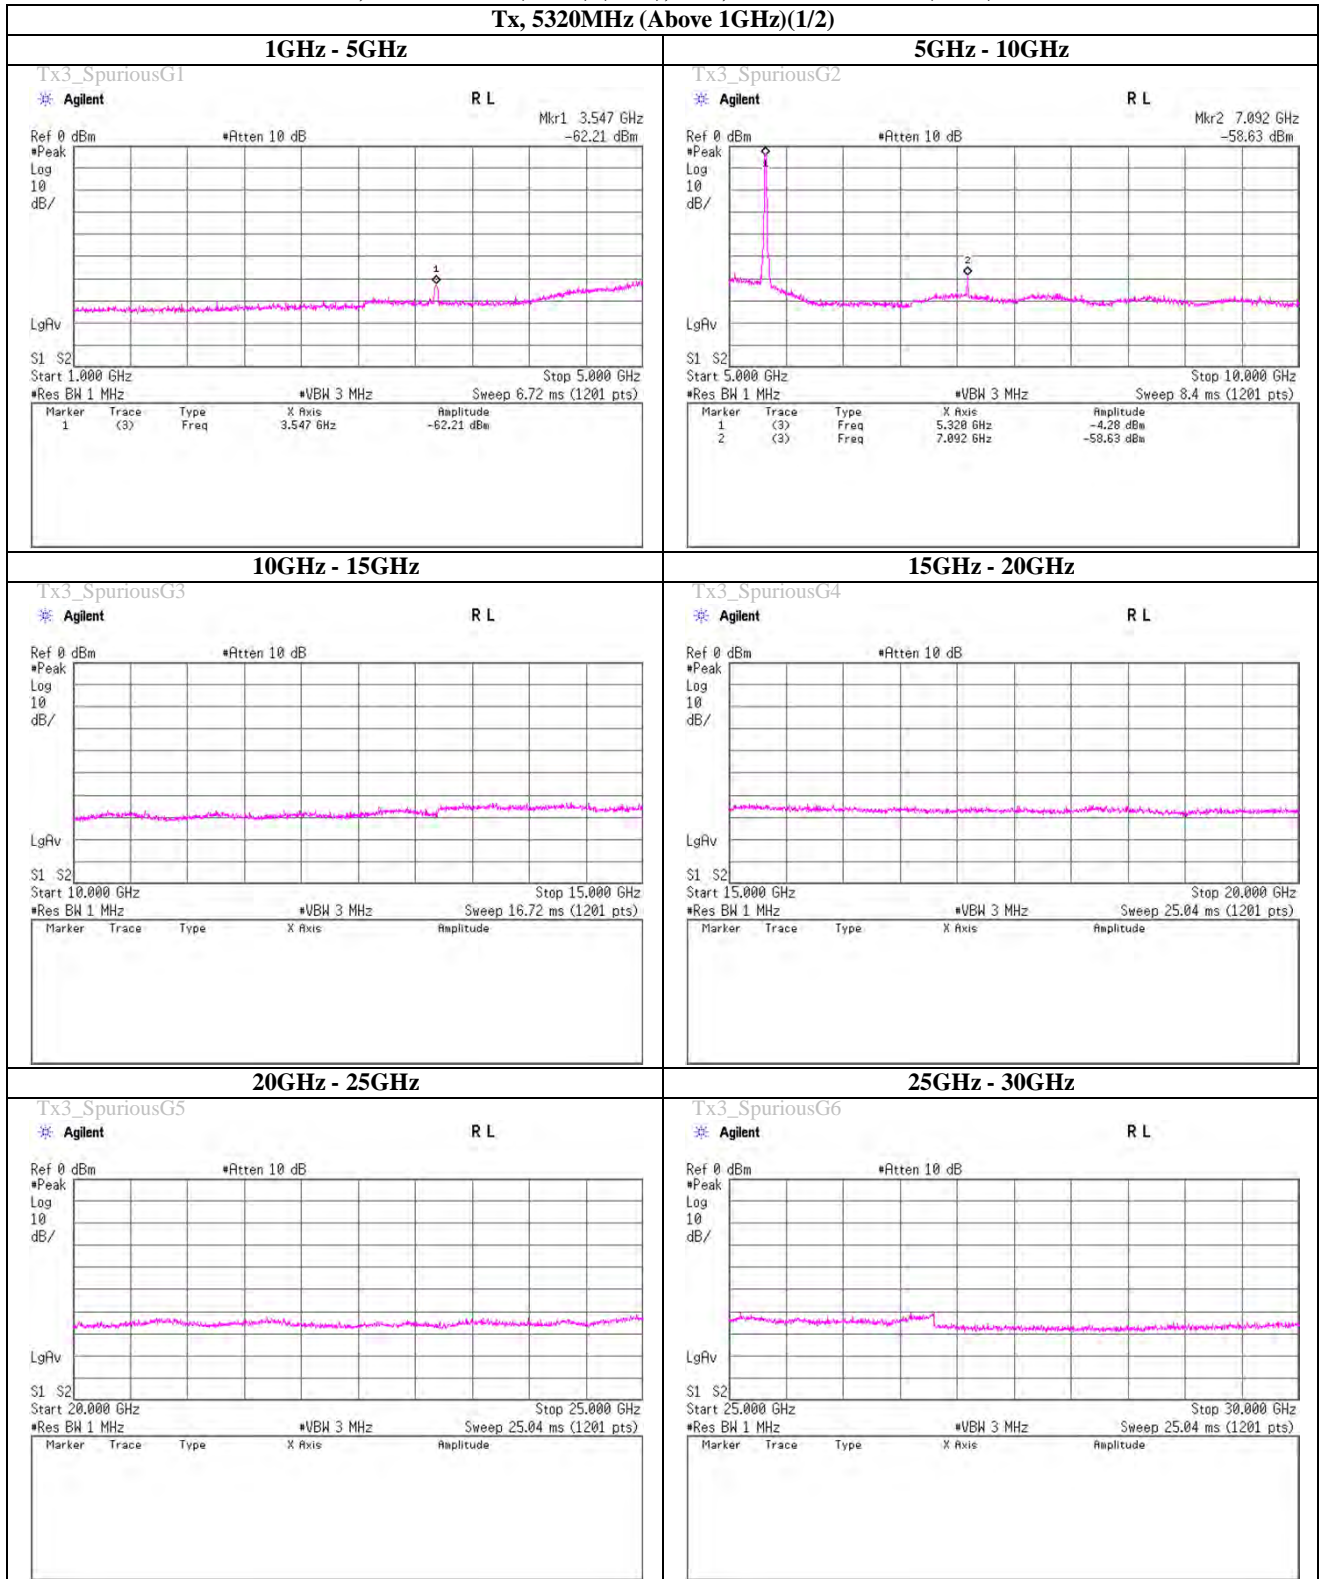 Tx, 5320MHz (Above 1GHz)(1/2)
1GHz - 5GHz
5GHz - 10GHz
Tx3_SpuriousG1
Agilent
R L
Mkr1 3.547 GHz
Ref 0 dBm
#Atten 10 dB
-62.21 dBm
#Peak
Log
10
dB/
1
LgAv
S1 S2
Start 1.000 GHz
Stop 5.000 GHz
#Res BW 1 MHz
#VBW 3 MHz
Sweep 6.72 ms (1201 pts)
Marker Trace Type X Axis Amplitude
1 (3) Freq 3.547 GHz -62.21 dBm
Tx3_SpuriousG2
Agilent
R L
Mkr2 7.092 GHz
Ref 0 dBm
#Atten 10 dB
-58.63 dBm
#Peak
Log
10
dB/
2
LgAv
S1 S2
Start 5.000 GHz
Stop 10.000 GHz
#Res BW 1 MHz
#VBW 3 MHz
Sweep 8.4 ms (1201 pts)
Marker Trace Type X Axis Amplitude
1 (3) Freq 5.320 GHz -4.28 dBm
2 (3) Freq 7.092 GHz -58.63 dBm
10GHz - 15GHz
15GHz - 20GHz
Tx3_SpuriousG3
Agilent
R L
Ref 0 dBm
#Atten 10 dB
#Peak
Log
10
dB/
LgAv
S1 S2
Start 10.000 GHz
Stop 15.000 GHz
#Res BW 1 MHz
#VBW 3 MHz
Sweep 16.72 ms (1201 pts)
Marker Trace Type X Axis Amplitude
Tx3_SpuriousG4
Agilent
R L
Ref 0 dBm
#Atten 10 dB
#Peak
Log
10
dB/
LgAv
S1 S2
Start 15.000 GHz
Stop 20.000 GHz
#Res BW 1 MHz
#VBW 3 MHz
Sweep 25.04 ms (1201 pts)
Marker Trace Type X Axis Amplitude
20GHz - 25GHz
25GHz - 30GHz
Tx3_SpuriousG5
Agilent
R L
Ref 0 dBm
#Atten 10 dB
#Peak
Log
10
dB/
LgAv
S1 S2
Start 20.000 GHz
Stop 25.000 GHz
#Res BW 1 MHz
#VBW 3 MHz
Sweep 25.04 ms (1201 pts)
Marker Trace Type X Axis Amplitude
Tx3_SpuriousG6
Agilent
R L
Ref 0 dBm
#Atten 10 dB
#Peak
Log
10
dB/
LgAv
S1 S2
Start 25.000 GHz
Stop 30.000 GHz
#Res BW 1 MHz
#VBW 3 MHz
Sweep 25.04 ms (1201 pts)
Marker Trace Type X Axis Amplitude